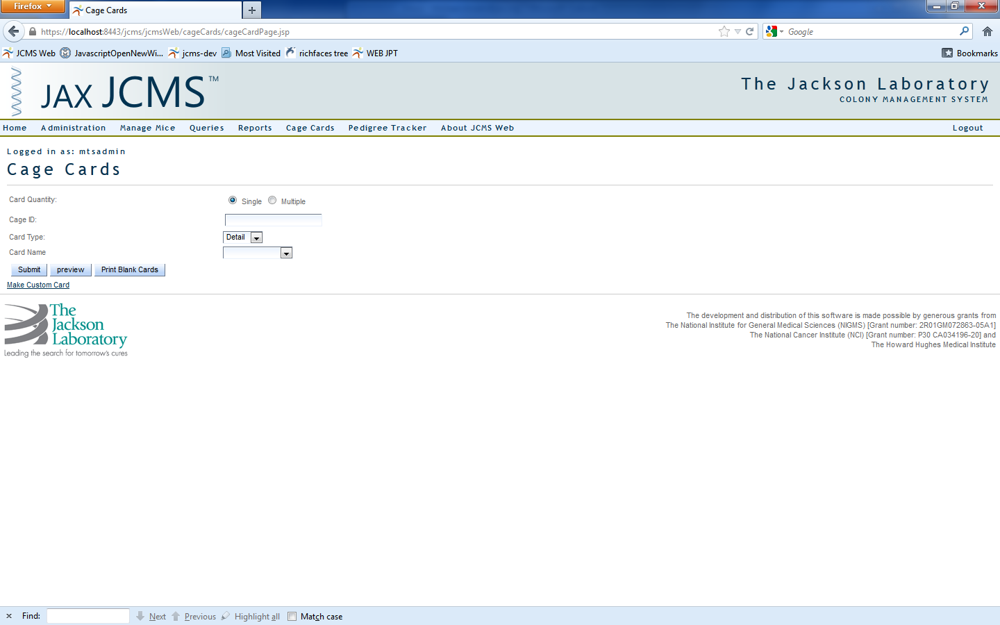 Firefox
Cage Cards
https://localhost:8443/jcms/jcmsWeb/cageCards/cageCardPage.jsp
Google
JCMS Web JavascriptOpenNewWi... jcms-dev Most Visited richfaces tree WEB JPT Bookmarks
JAX JCMS™
The Jackson Laboratory
COLONY MANAGEMENT SYSTEM
Home Administration Manage Mice Queries Reports Cage Cards Pedigree Tracker About JCMS Web Logout
Logged in as: mtsadmin
Cage Cards
Card Quantity: Single Multiple
Cage ID:
Card Type: Detail
Card Name
Submit preview Print Blank Cards
Make Custom Card
The
Jackson
Laboratory
Leading the search for tomorrow's cures
The development and distribution of this software is made possible by generous grants from
The National Institute for General Medical Sciences (NIGMS) [Grant number: 2R01GM072863-05A1]
The National Cancer Institute (NCI) [Grant number: P30 CA034196-20] and
The Howard Hughes Medical Institute
x Find: Next Previous Highlight all Match case